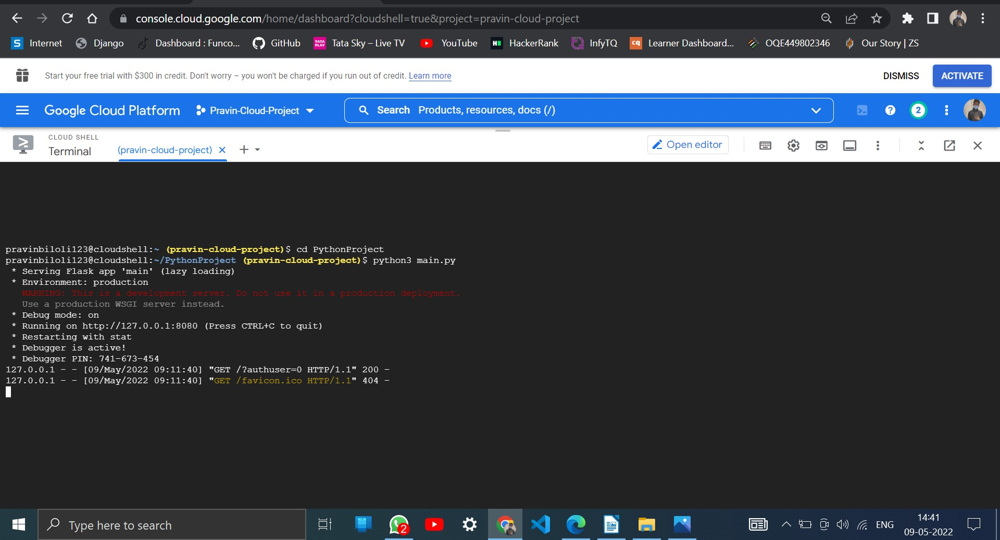 console.cloud.google.com/home/dashboard?cloudshell=true&project=pravin-cloud-project
S Internet Django Dashboard : Funco... GitHub TATA PLAY Tata Sky – Live TV YouTube H HackerRank InfyTQ cq Learner Dashboard... OQE449802346 Our Story | ZS
Start your free trial with $300 in credit. Don't worry – you won't be charged if you run out of credit. Learn more DISMISS ACTIVATE
Google Cloud Platform Pravin-Cloud-Project Search Products, resources, docs (/) ? 2
CLOUD SHELL
Terminal (pravin-cloud-project) Open editor
pravinbiloli123@cloudshell:~ (pravin-cloud-project)$ cd PythonProject
pravinbiloli123@cloudshell:~/PythonProject (pravin-cloud-project)$ python3 main.py
* Serving Flask app 'main' (lazy loading)
* Environment: production
WARNING: This is a development server. Do not use it in a production deployment.
Use a production WSGI server instead.
* Debug mode: on
* Running on http://127.0.0.1:8080 (Press CTRL+C to quit)
* Restarting with stat
* Debugger is active!
* Debugger PIN: 741-673-454
127.0.0.1 - - [09/May/2022 09:11:40] "GET /?authuser=0 HTTP/1.1" 200 -
127.0.0.1 - - [09/May/2022 09:11:40] "GET /favicon.ico HTTP/1.1" 404 -
Type here to search 2 ENG 14:41
09-05-2022